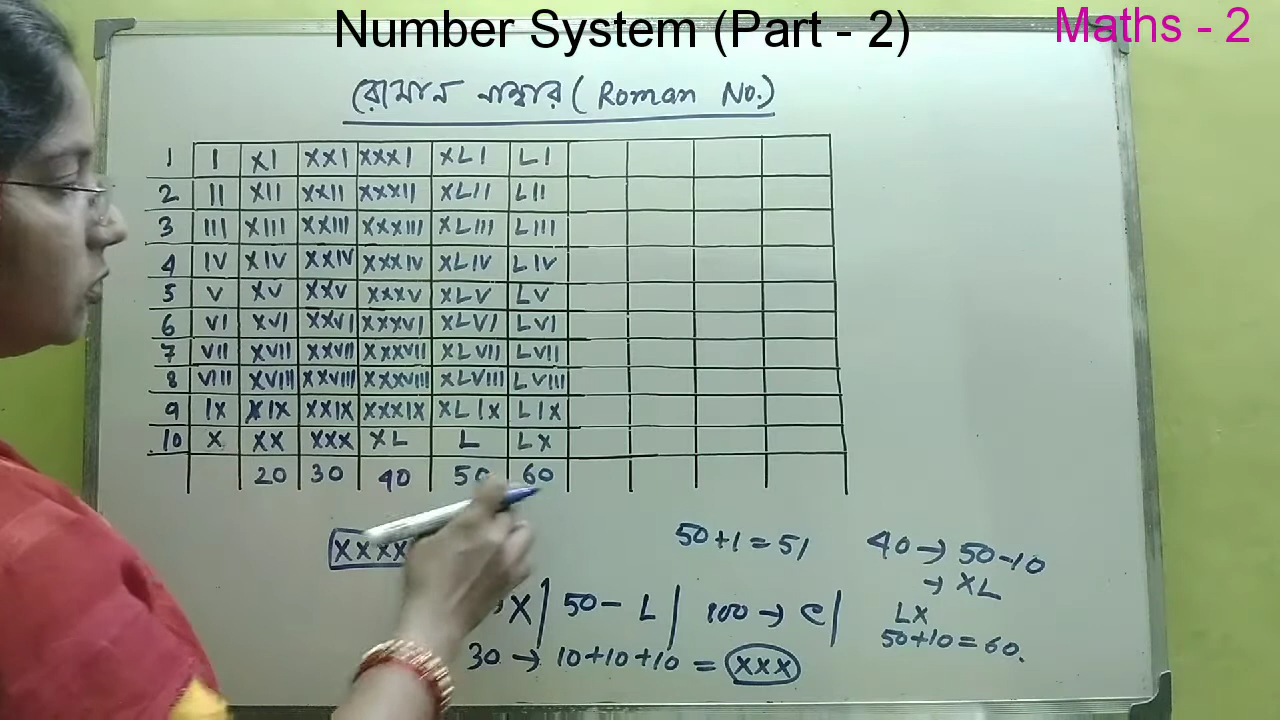 Number System (Part - 2)
Maths - 2
রোমান নাম্বার ( Roman No.)
1 I XI XXI XXXI XLI LI
2 II XII XXII XXXII XLII LII
3 III XIII XXIII XXXIII XLIII LIII
4 IV XIV XXIV XXXIV XLIV LIV
5 V XV XXV XXXV XLV LV
6 VI XVI XXVI XXXVI XLVI LVI
7 VII XVII XXVII XXXVII XLVII LVII
8 VIII XVIII XXVIII XXXVIII XLVIII LVIII
9 IX XIX XXIX XXXIX XLIX LIX
10 X XX XXX XL L LX
20 30 40 50 60
XXXX
50+1=51
40 → 50-10
→ XL
X | 50 - L | 100 → C |
LX
50+10=60.
30 → 10+10+10 = XXX